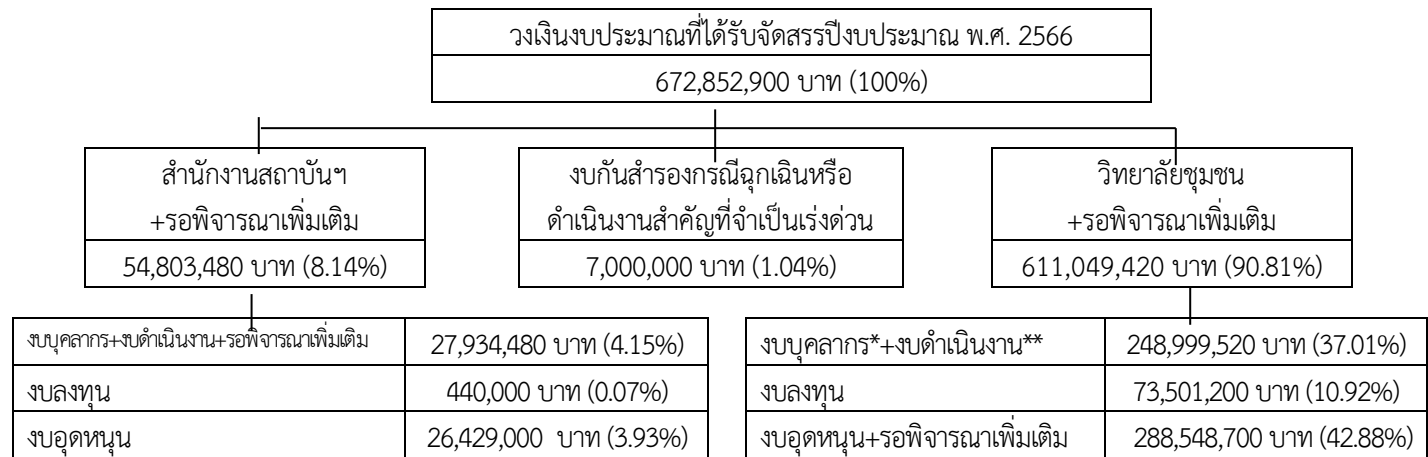 วงเงินงบประมาณที่ได้รับจัดสรรปีงบประมาณ พ.ศ. 2566
672,852,900 บาท (100%)
สำนักงานสถาบันฯ
+รอพิจารณาเพิ่มเติม
54,803,480 บาท (8.14%)
งบกันสำรองกรณีฉุกเฉินหรือ
ดำเนินงานสำคัญที่จำเป็นเร่งด่วน
7,000,000 บาท (1.04%)
วิทยาลัยชุมชน
+รอพิจารณาเพิ่มเติม
611,049,420 บาท (90.81%)
งบบุคลากร+งบดำเนินงาน+รอพิจารณาเพิ่มเติม 27,934,480 บาท (4.15%)
งบลงทุน 440,000 บาท (0.07%)
งบอุดหนุน 26,429,000 บาท (3.93%)
งบบุคลากร*+งบดำเนินงาน** 248,999,520 บาท (37.01%)
งบลงทุน 73,501,200 บาท (10.92%)
งบอุดหนุน+รอพิจารณาเพิ่มเติม 288,548,700 บาท (42.88%)